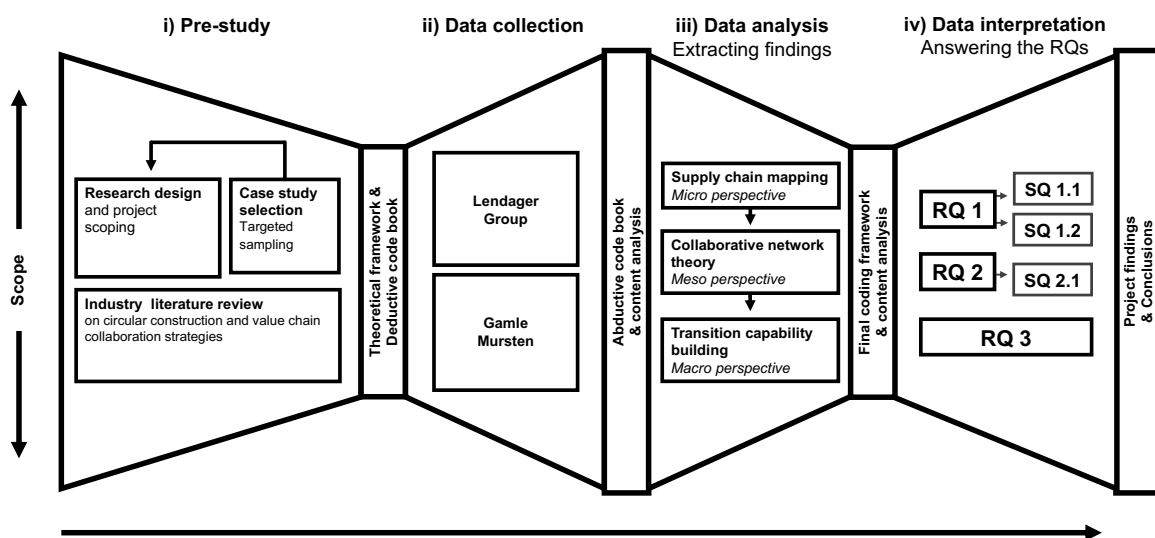 i) Pre-study
ii) Data collection
iii) Data analysis
Extracting findings
iv) Data interpretation
Answering the RQs
Scope
Research design
and project
scoping
Case study
selection
Targeted
sampling
Industry literature review
on circular construction and value chain
collaboration strategies
Theoretical framework &
Deductive code book
Lendager
Group
Gamle
Mursten
Abductive code book
& content analysis
Supply chain mapping
Micro perspective
Collaborative network
theory
Meso perspective
Transition capability
building
Macro perspective
Final coding framework
& content analysis
RQ 1
SQ 1.1
SQ 1.2
RQ 2
SQ 2.1
RQ 3
Project findings
& Conclusions